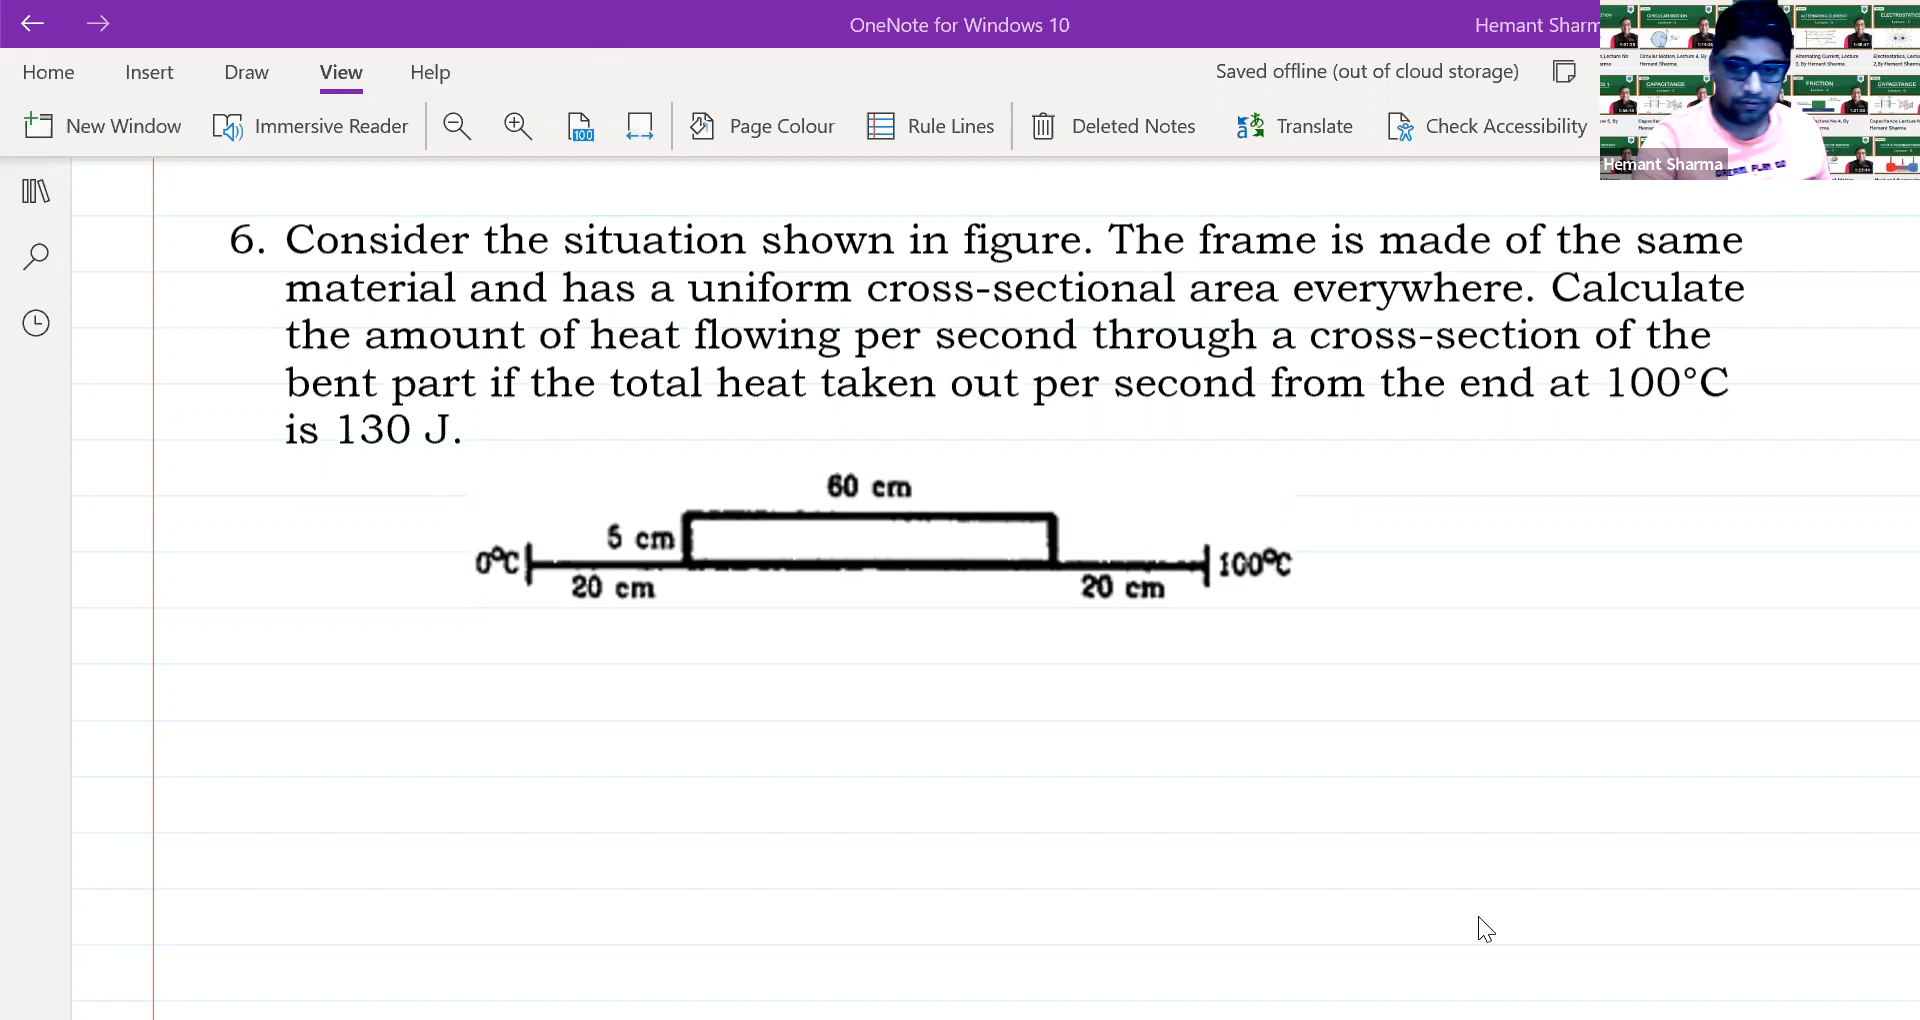 OneNote for Windows 10
Hemant Sharm
Home Insert Draw View Help
Saved offline (out of cloud storage)
New Window Immersive Reader 100 Page Colour Rule Lines Deleted Notes Translate Check Accessibility
Hemant Sharma
6. Consider the situation shown in figure. The frame is made of the same
material and has a uniform cross-sectional area everywhere. Calculate
the amount of heat flowing per second through a cross-section of the
bent part if the total heat taken out per second from the end at 100°C
is 130 J.
60 cm
5 cm
0°C
100°C
20 cm
20 cm